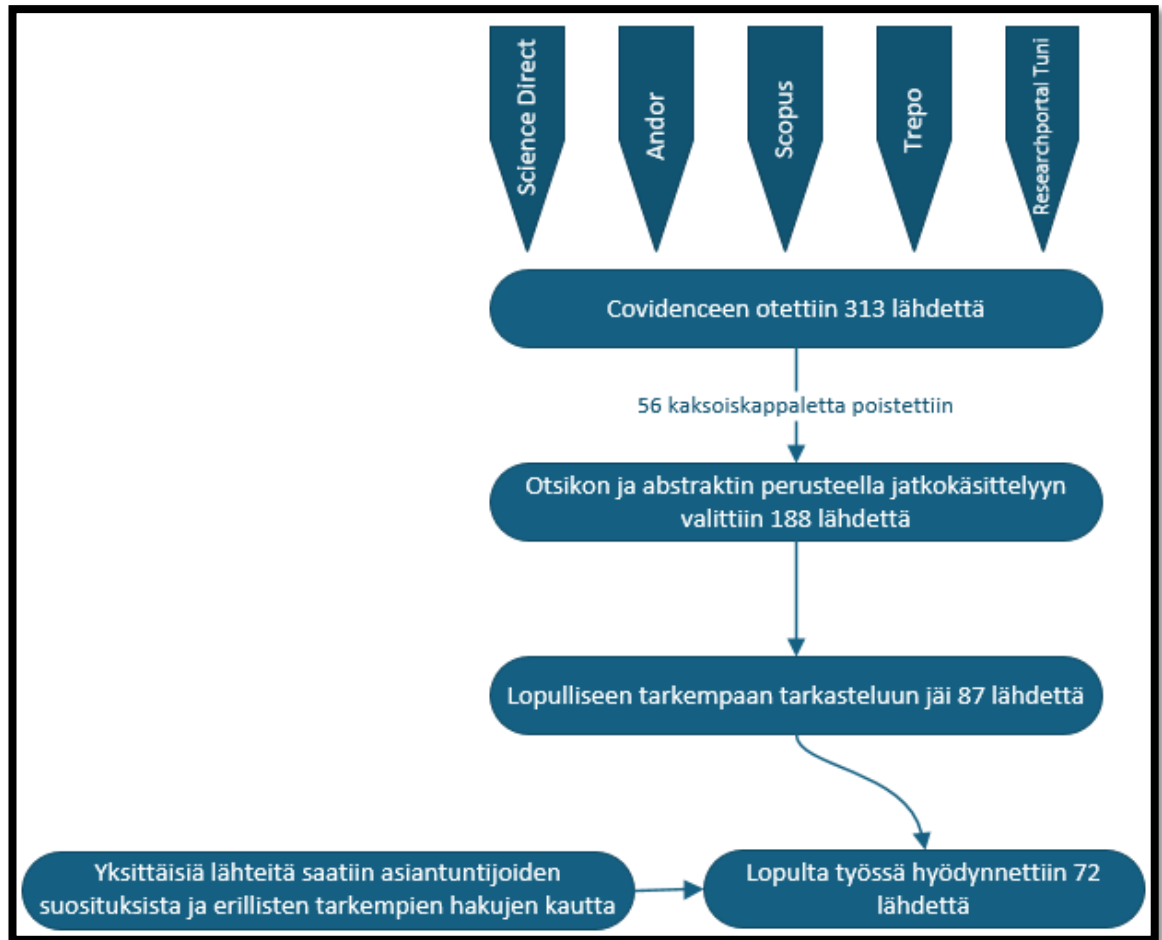 Science Direct
Andor
Scopus
Trepo
Researchportal Tuni
Covidenceen otettiin 313 lähdettä
56 kaksoiskappaletta poistettiin
Otsikon ja abstraktin perusteella jatkokäsittelyyn
valittiin 188 lähdettä
Lopulliseen tarkempaan tarkasteluun jäi 87 lähdettä
Yksittäisiä lähteitä saatiin asiantuntijoiden
suosituksista ja erillisten tarkempien hakujen kautta
Lopulta työssä hyödynnettiin 72
lähdettä